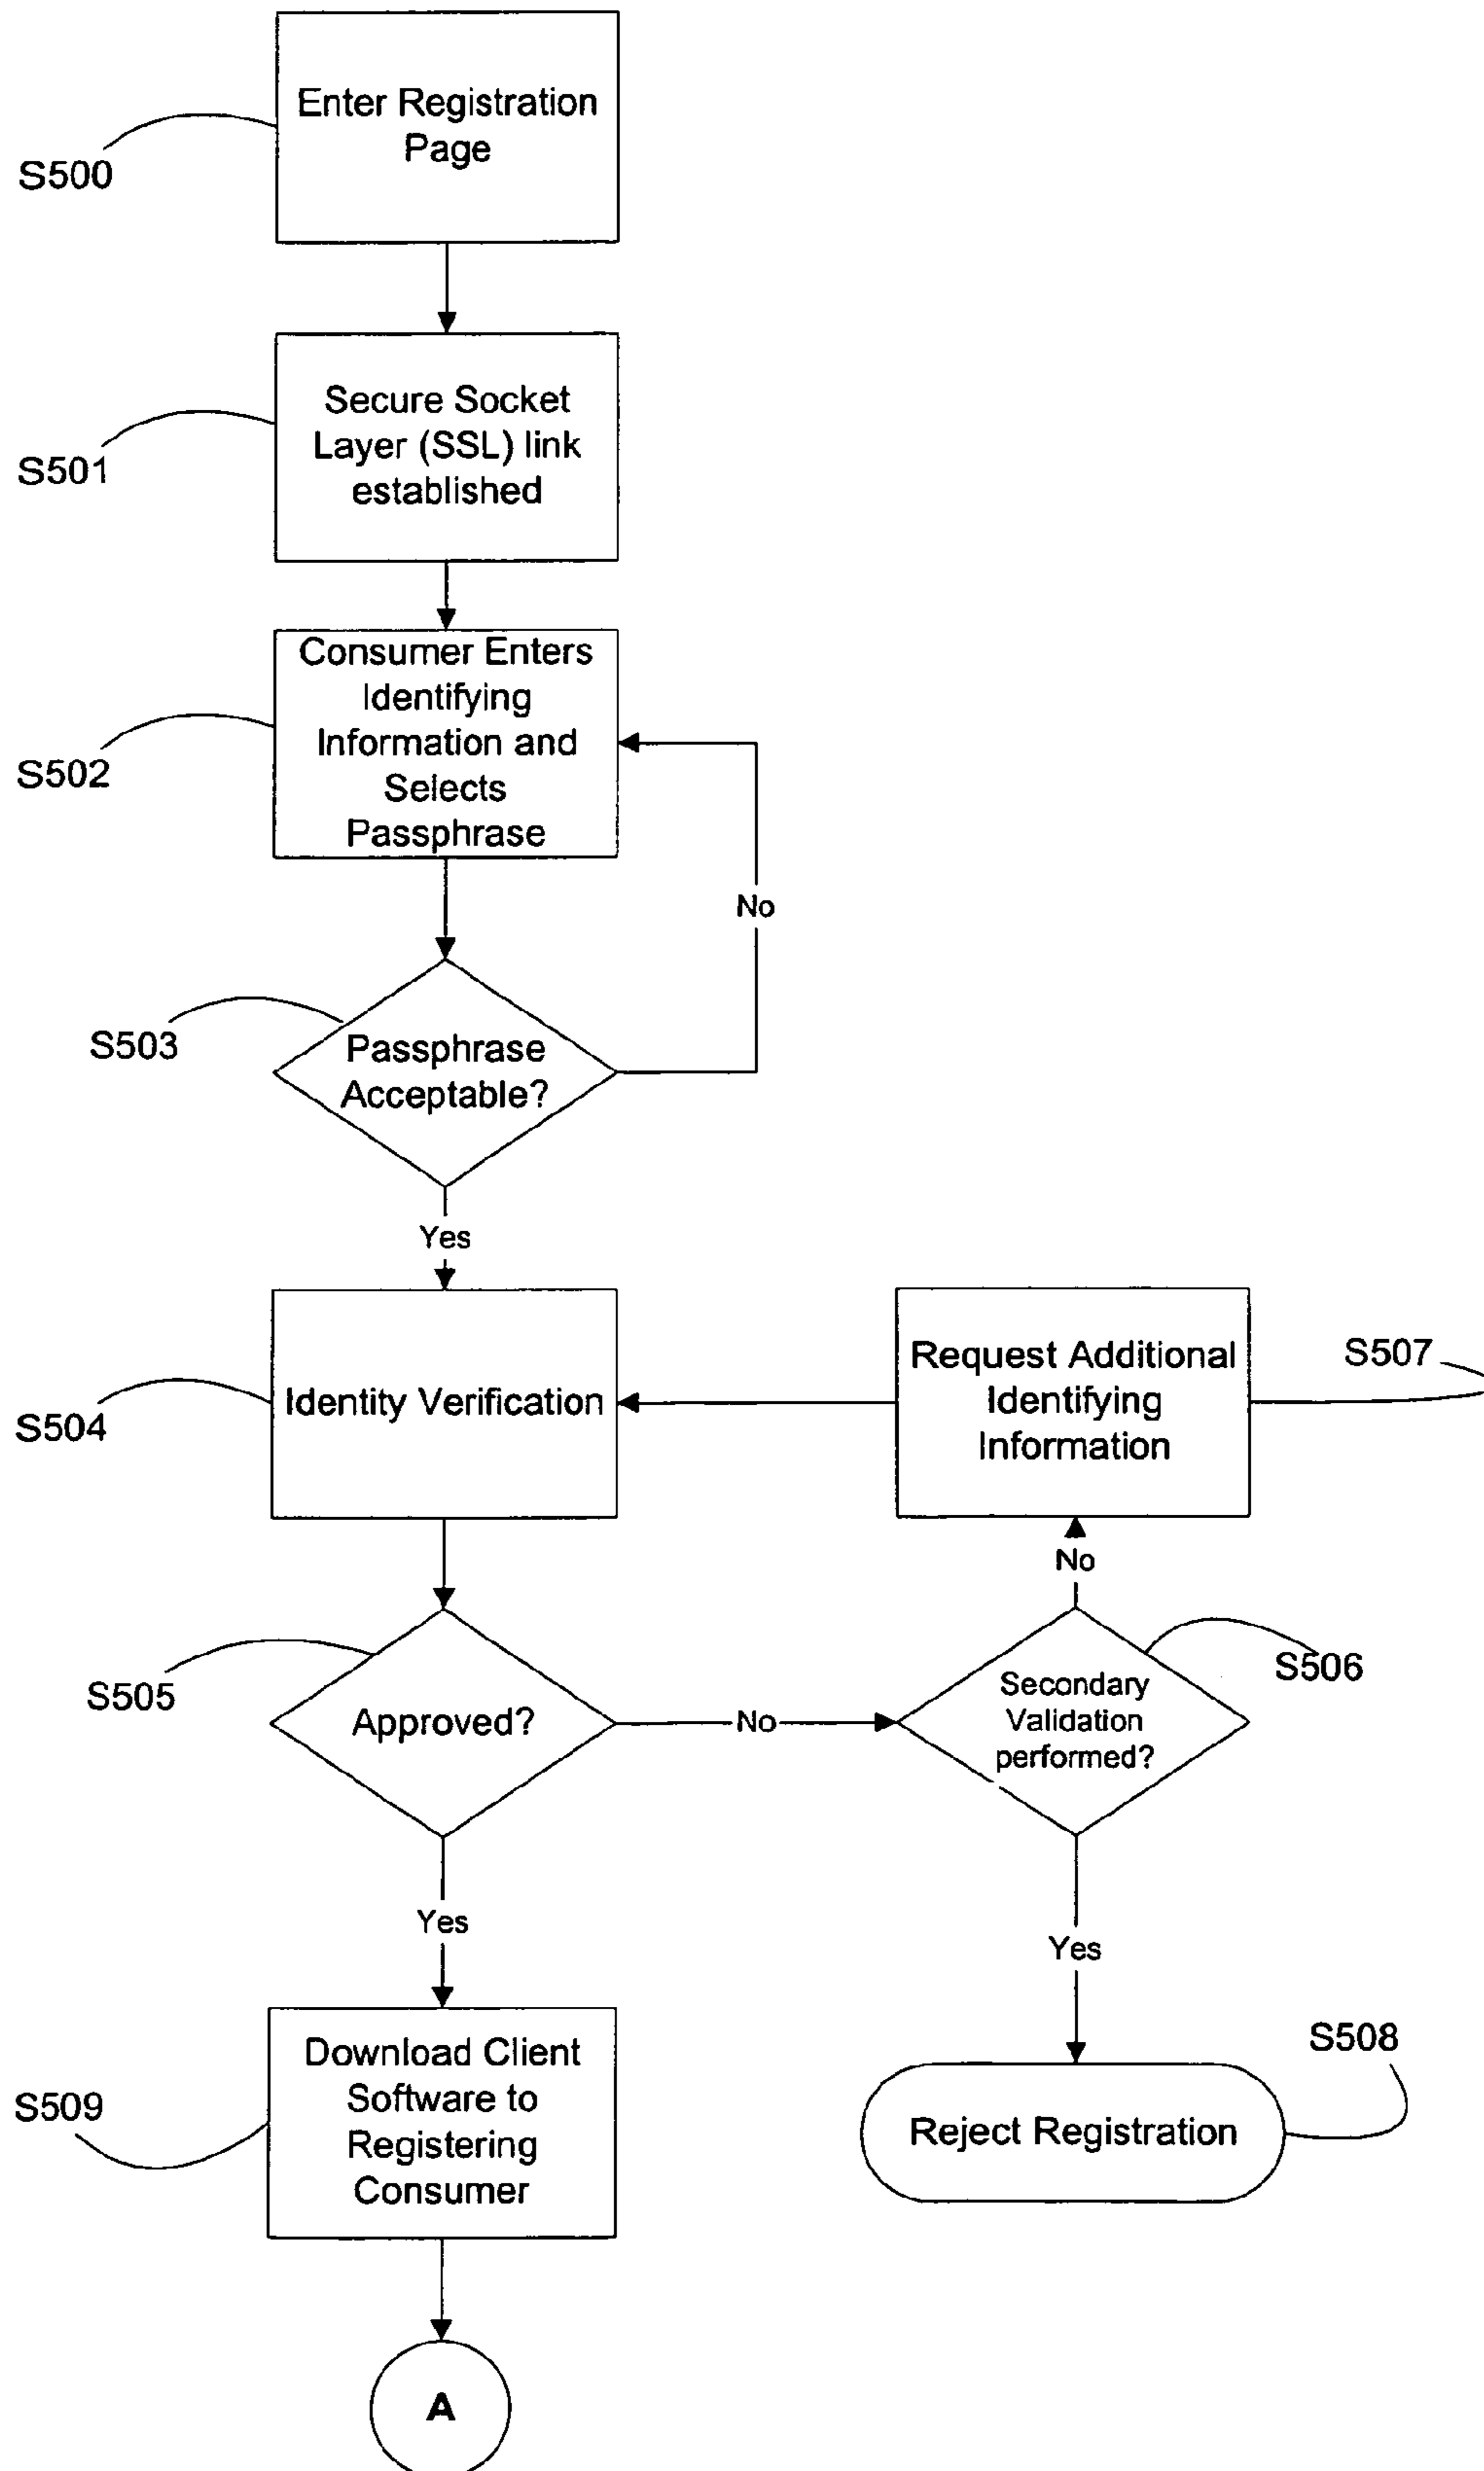 Enter Registration
Page
S500
Secure Socket
Layer (SSL) link
established
S501
Consumer Enters
Identifying
Information and
Selects
Passphrase
S502
No
S503
Passphrase
Acceptable?
Yes
Identity Verification
S504
Request Additional
Identifying
Information
S507
No
S505
Approved?
No
Secondary
Validation
performed?
S506
Yes
Yes
Download Client
Software to
Registering
Consumer
S509
S508
Reject Registration
A